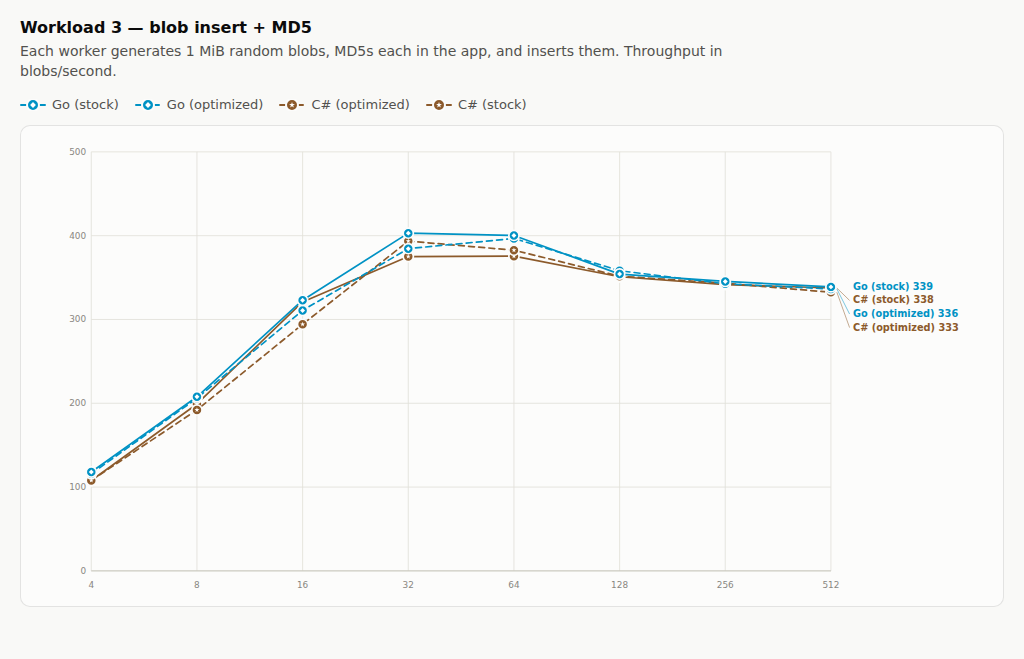 Workload 3 — blob insert + MD5
Each worker generates 1 MiB random blobs, MD5s each in the app, and inserts them. Throughput in
blobs/second.
Go (stock) Go (optimized) C# (optimized) C# (stock)
500
400
300
200
100
0
Go (stock) 339
C# (stock) 338
Go (optimized) 336
C# (optimized) 333
4 8 16 32 64 128 256 512